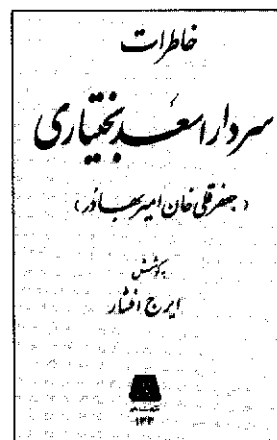 خاطرات
سردار اسعد بختیاری
(جعفرقلی خان امیر بهادر)
بکوشش
ایرج افشار